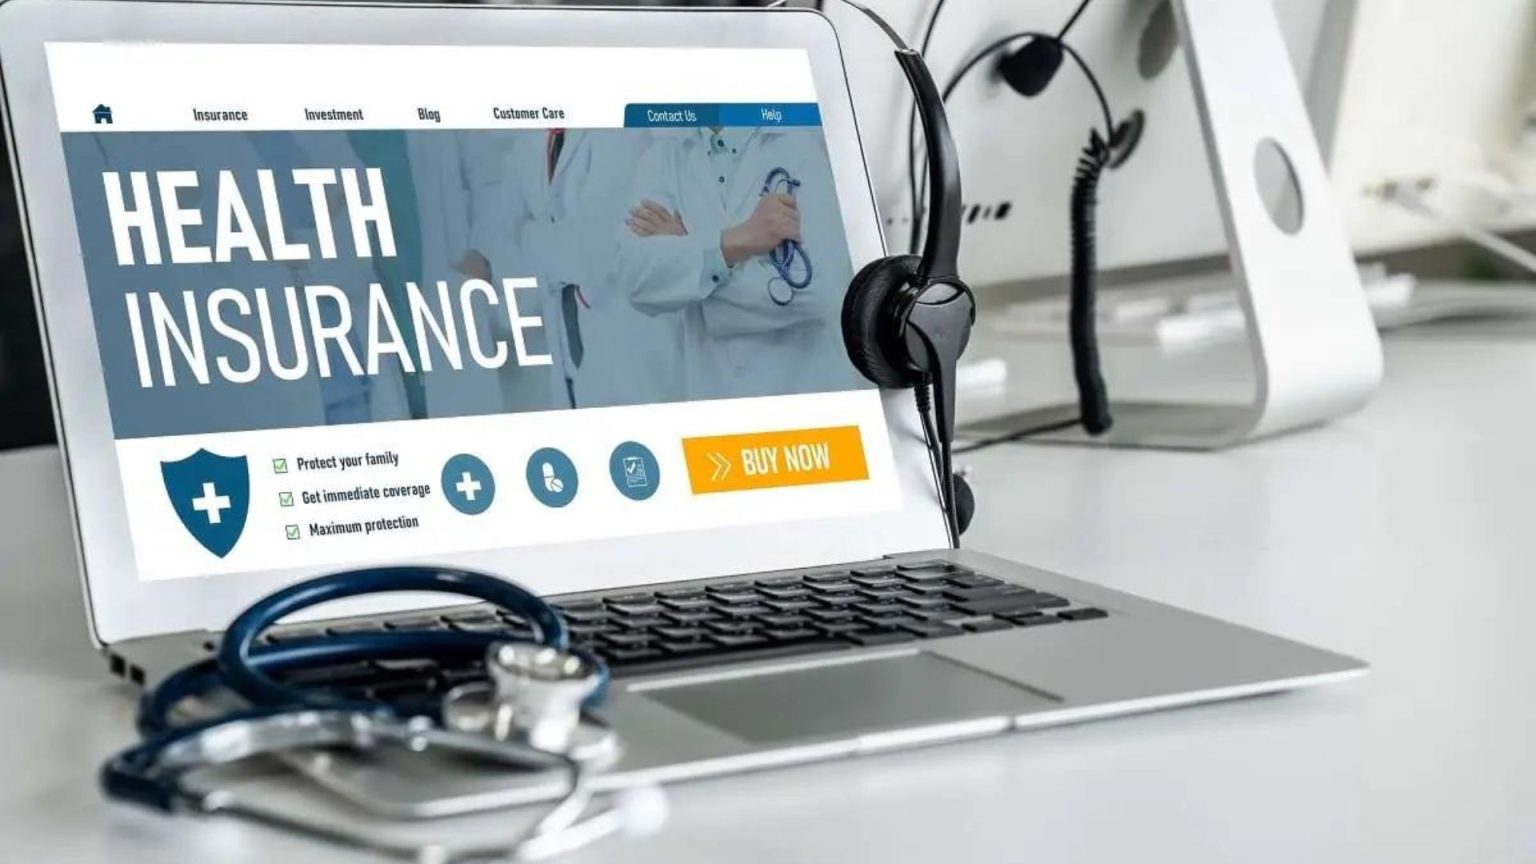 Insurance Investment Blog Customer Care Contact Us Help
HEALTH
INSURANCE
Protect your family
Get immediate coverage
Maximum protection
BUY NOW